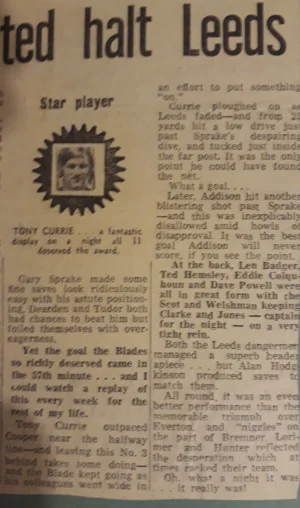 ted halt Leeds
Star player
TONY CURRIE . . . a fantastic
display on a night all 11
deserved the award.
Gary Sprake made some
fine saves look ridiculously
easy with his astute position-
ing, Dearden and Tudor both
had chances to beat him but
foiled themselves with over-
eagerness.
Yet the goal the Blades
so richly deserved came in
the 57th minute . . . and I
could watch a replay of
this every week for the
rest of my life.
Tony Currie outpaced
Cooper near the halfway
line—and leaving this No. 3
behind takes some doing—
and the Blade kept going as
his colleagues went wide in
an effort to put something
"on."
Currie ploughed on as
Leeds faded—and from 25
yards hit a low drive just
past Sprake's despairing
dive, and tucked just inside
the far post. It was the only
point he could have found
the net.
What a goal. . . .
Later, Addison hit another
blistering shot past Sprake
—and this was inexplicably
disallowed amid howls of
disapproval. It was the best
goal Addison will never
score, if you see the point.
At the back, Len Badger,
Ted Hemsley, Eddie Colqu-
houn and Dave Powell were
all in great form with the
Scot and Welshman keeping
Clarke and Jones — captain
for the night — on a very
tight rein.
Both the Leeds dangermen
managed a superb header
apiece . . . but Alan Hodg-
kinson produced saves to
match them.
All round, it was an even
better performance than the
memorable triumph over
Everton, and "niggles" on
the part of Bremner, Lori-
mer and Hunter reflected
the desperation which at
times racked their team.
Oh, what a night it was
. . . it really was!